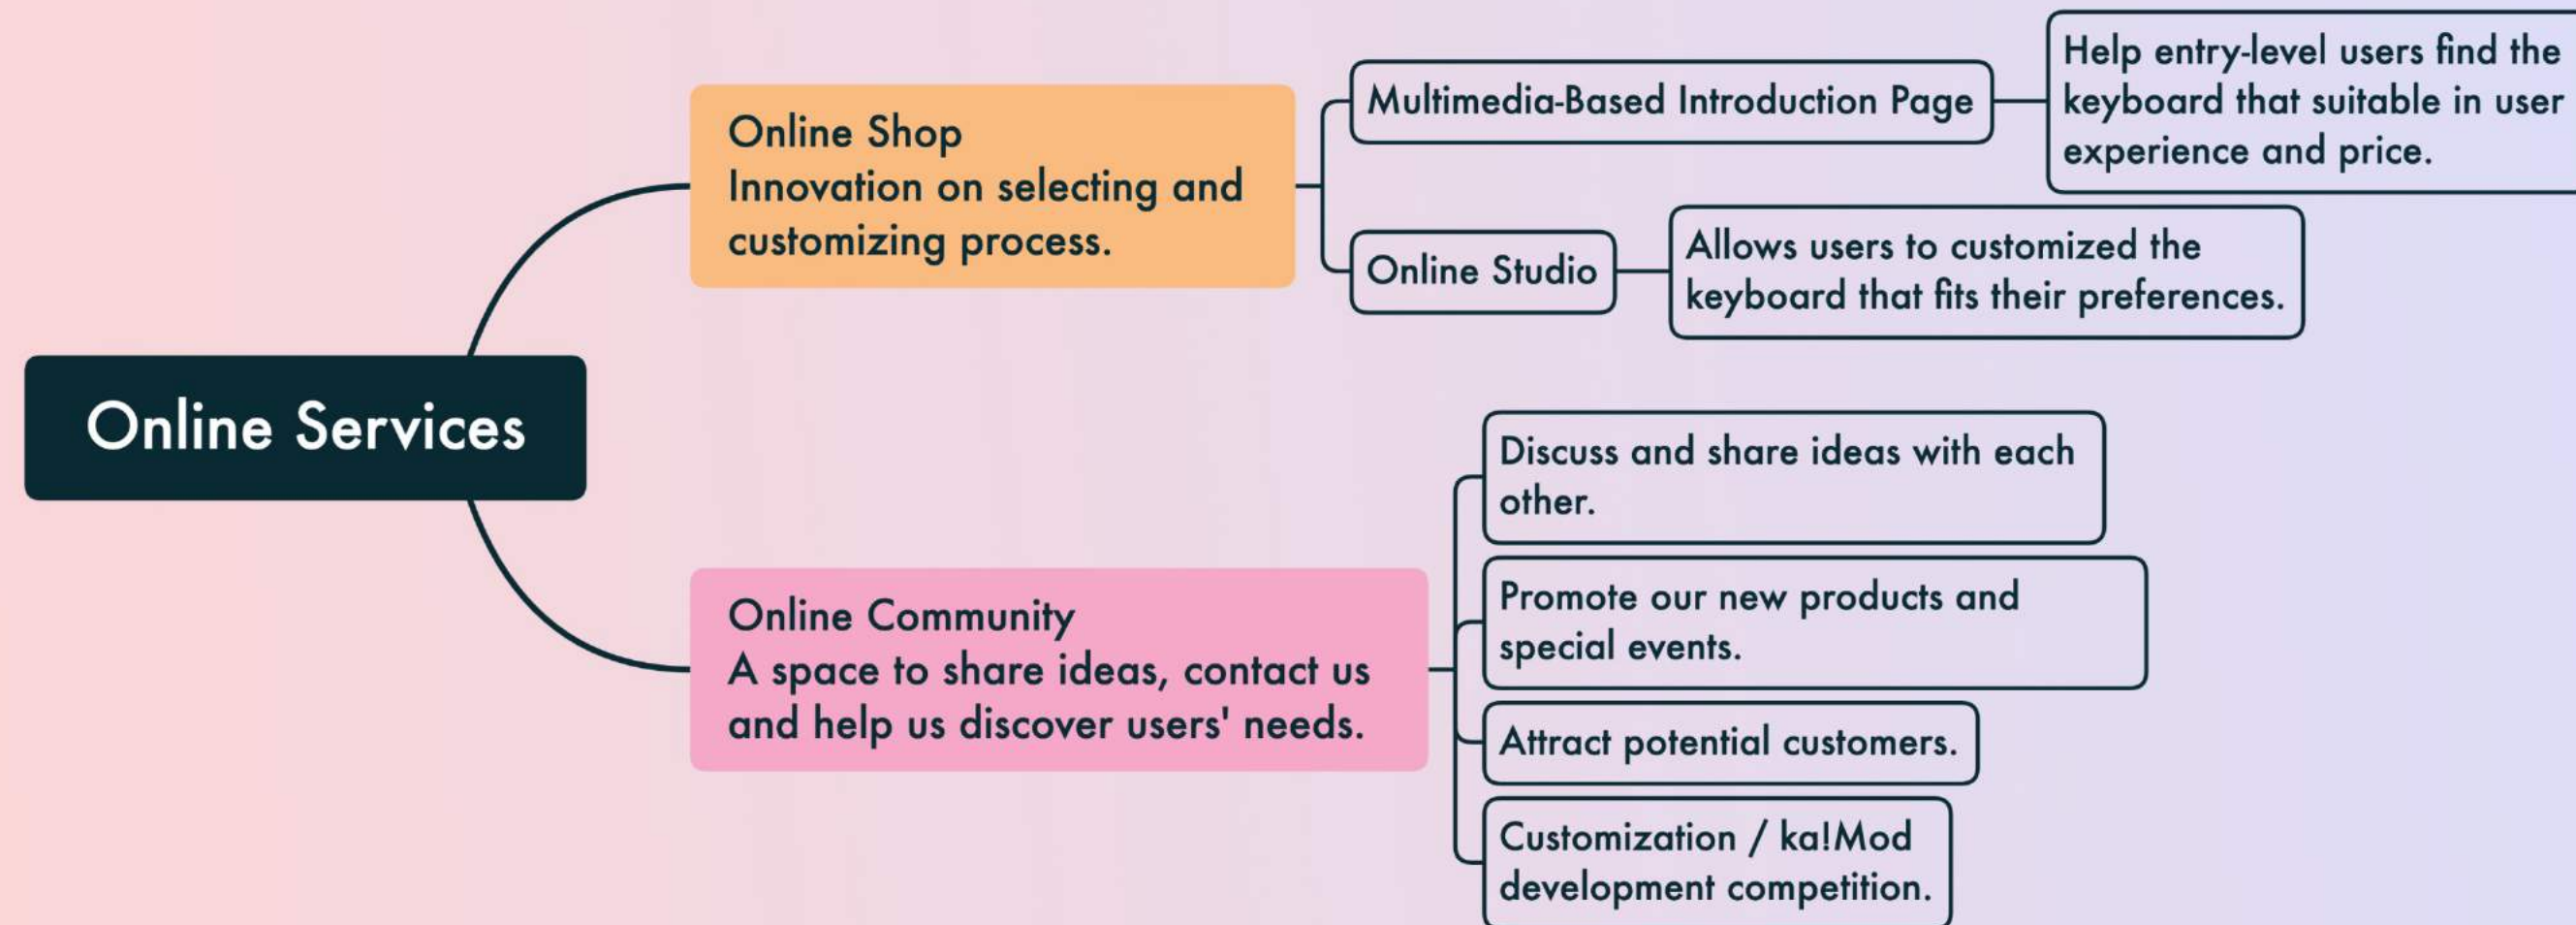 Online Services
Online Shop
Innovation on selecting and
customizing process.
Multimedia-Based Introduction Page
Help entry-level users find the
keyboard that suitable in user
experience and price.
Online Studio
Allows users to customized the
keyboard that fits their preferences.
Online Community
A space to share ideas, contact us
and help us discover users' needs.
Discuss and share ideas with each
other.
Promote our new products and
special events.
Attract potential customers.
Customization / ka!Mod
development competition.